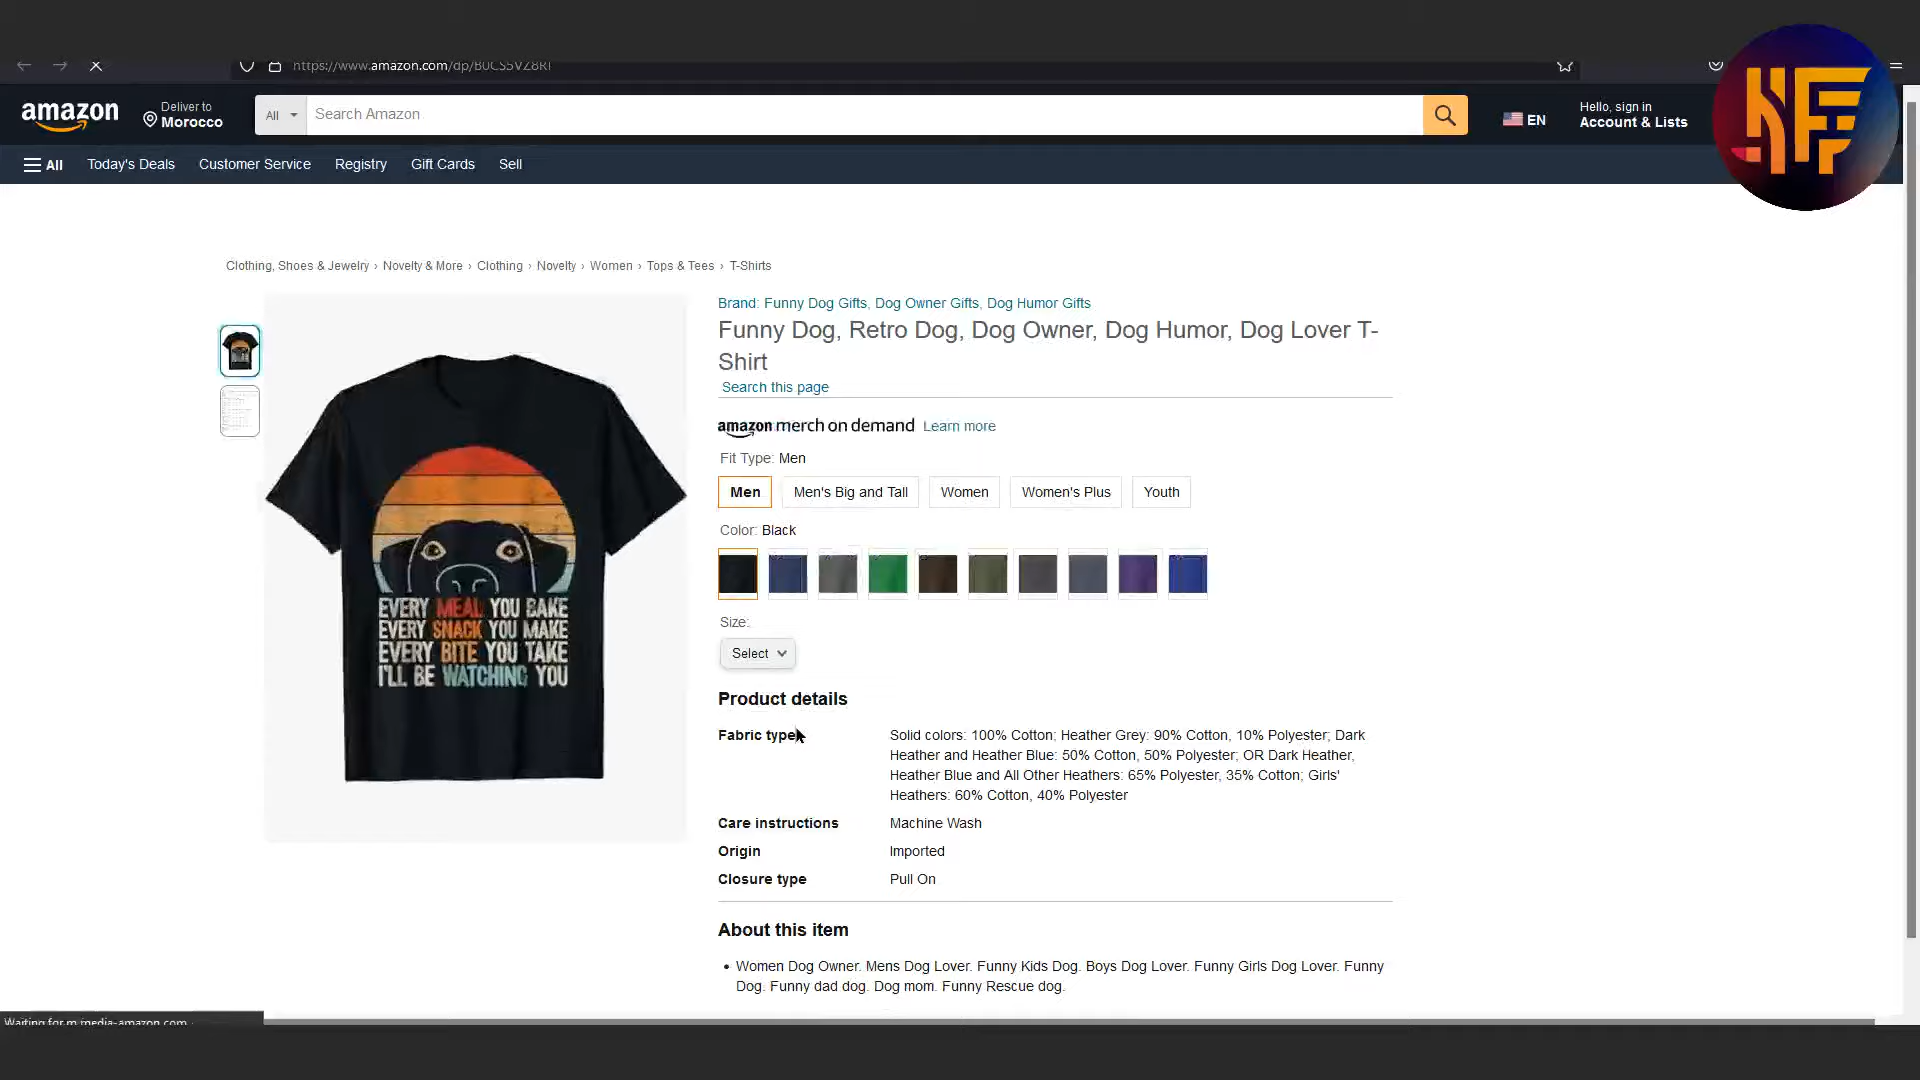 https://www.amazon.com/dp/B0CS5VZ8R1
amazon
Deliver to
Morocco
All
Search Amazon
EN
Hello, sign in
Account & Lists
All
Today's Deals
Customer Service
Registry
Gift Cards
Sell
Clothing, Shoes & Jewelry › Novelty & More › Clothing › Novelty › Women › Tops & Tees › T-Shirts
Brand: Funny Dog Gifts, Dog Owner Gifts, Dog Humor Gifts
Funny Dog, Retro Dog, Dog Owner, Dog Humor, Dog Lover T-
Shirt
Search this page
amazon merch on demand Learn more
Fit Type: Men
Men
Men's Big and Tall
Women
Women's Plus
Youth
Color: Black
EVERY MEAL YOU BAKE
EVERY SNACK YOU MAKE
EVERY BITE YOU TAKE
I'LL BE WATCHING YOU
Size:
Select
Product details
Fabric type
Solid colors: 100% Cotton; Heather Grey: 90% Cotton, 10% Polyester; Dark
Heather and Heather Blue: 50% Cotton, 50% Polyester; OR Dark Heather,
Heather Blue and All Other Heathers: 65% Polyester, 35% Cotton; Girls'
Heathers: 60% Cotton, 40% Polyester
Care instructions
Machine Wash
Origin
Imported
Closure type
Pull On
About this item
• Women Dog Owner. Mens Dog Lover. Funny Kids Dog. Boys Dog Lover. Funny Girls Dog Lover. Funny
Dog. Funny dad dog. Dog mom. Funny Rescue dog.
Waiting for m.media-amazon.com